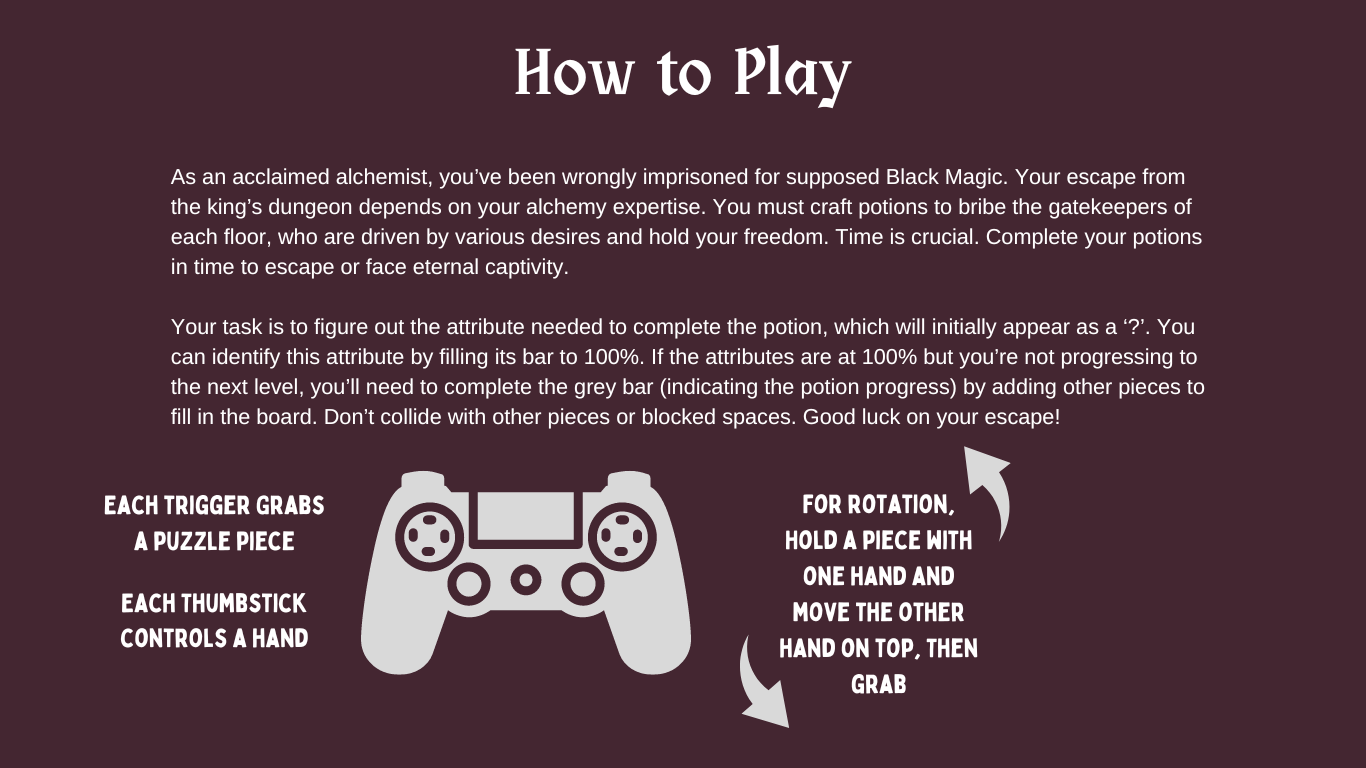 How to Play
As an acclaimed alchemist, you’ve been wrongly imprisoned for supposed Black Magic. Your escape from
the king’s dungeon depends on your alchemy expertise. You must craft potions to bribe the gatekeepers of
each floor, who are driven by various desires and hold your freedom. Time is crucial. Complete your potions
in time to escape or face eternal captivity.
Your task is to figure out the attribute needed to complete the potion, which will initially appear as a ‘?’. You
can identify this attribute by filling its bar to 100%. If the attributes are at 100% but you’re not progressing to
the next level, you’ll need to complete the grey bar (indicating the potion progress) by adding other pieces to
fill in the board. Don’t collide with other pieces or blocked spaces. Good luck on your escape!
EACH TRIGGER GRABS
A PUZZLE PIECE
EACH THUMBSTICK
CONTROLS A HAND
FOR ROTATION,
HOLD A PIECE WITH
ONE HAND AND
MOVE THE OTHER
HAND ON TOP, THEN
GRAB